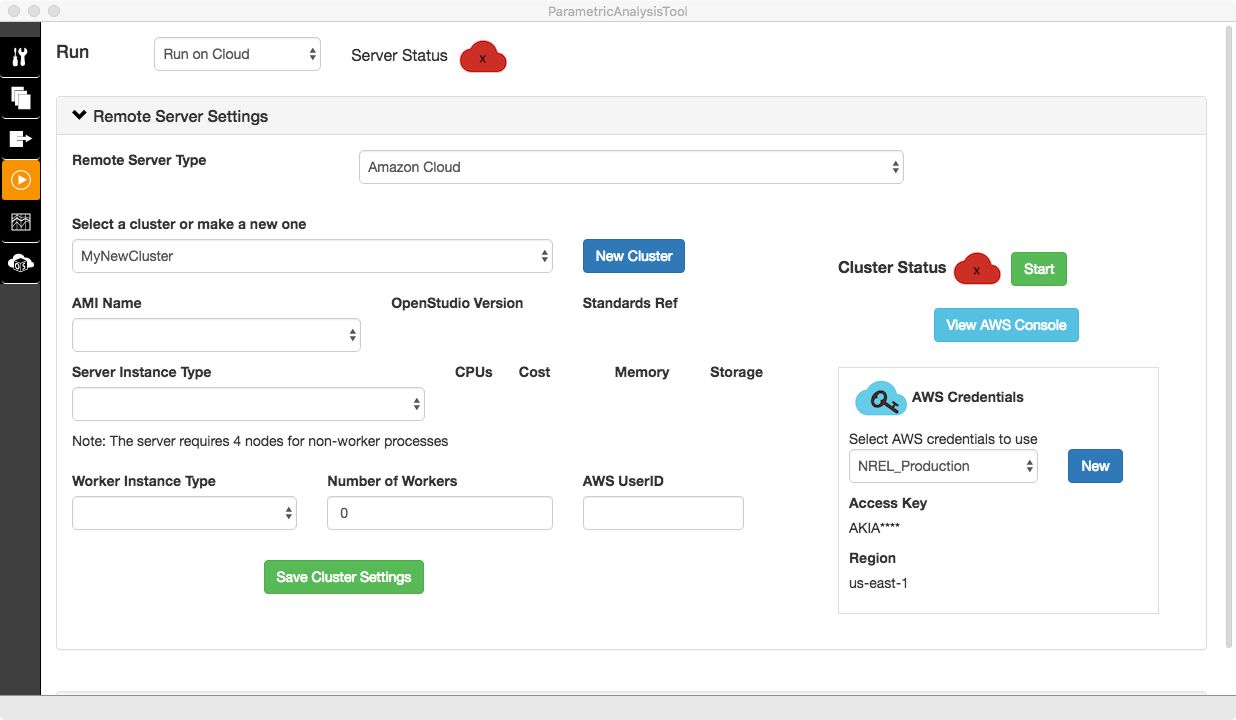 ParametricAnalysisTool
Run
Run on Cloud
Server Status
x
Remote Server Settings
Remote Server Type
Amazon Cloud
Select a cluster or make a new one
MyNewCluster
New Cluster
Cluster Status
x
Start
AMI Name
OpenStudio Version
Standards Ref
View AWS Console
Server Instance Type
CPUs
Cost
Memory
Storage
AWS Credentials
Note: The server requires 4 nodes for non-worker processes
Select AWS credentials to use
NREL_Production
New
Worker Instance Type
Number of Workers
AWS UserID
0
Access Key
AKIA****
Region
us-east-1
Save Cluster Settings